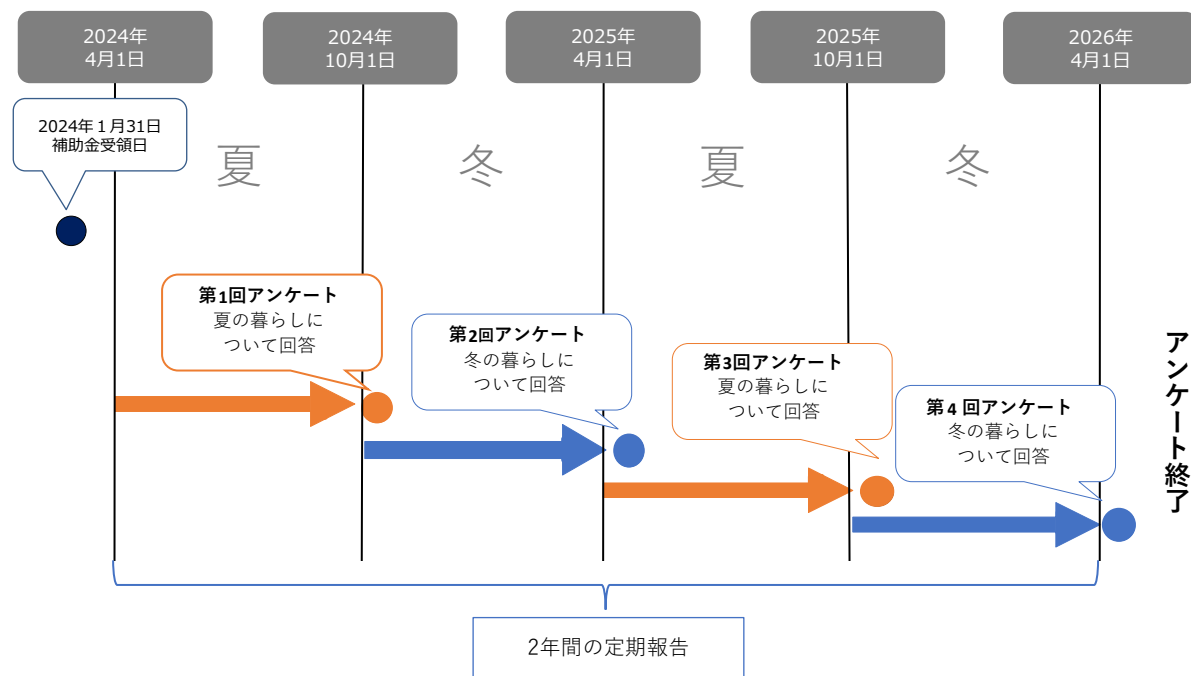 2024年
4月1日
2024年
10月1日
2025年
4月1日
2025年
10月1日
2026年
4月1日
2024年１月31日
補助金受領日
夏
冬
夏
冬
第1回アンケート
夏の暮らしに
ついて回答
第2回アンケート
冬の暮らしに
ついて回答
第3回アンケート
夏の暮らしに
ついて回答
第４回アンケート
冬の暮らしに
ついて回答
アンケート終了
2年間の定期報告